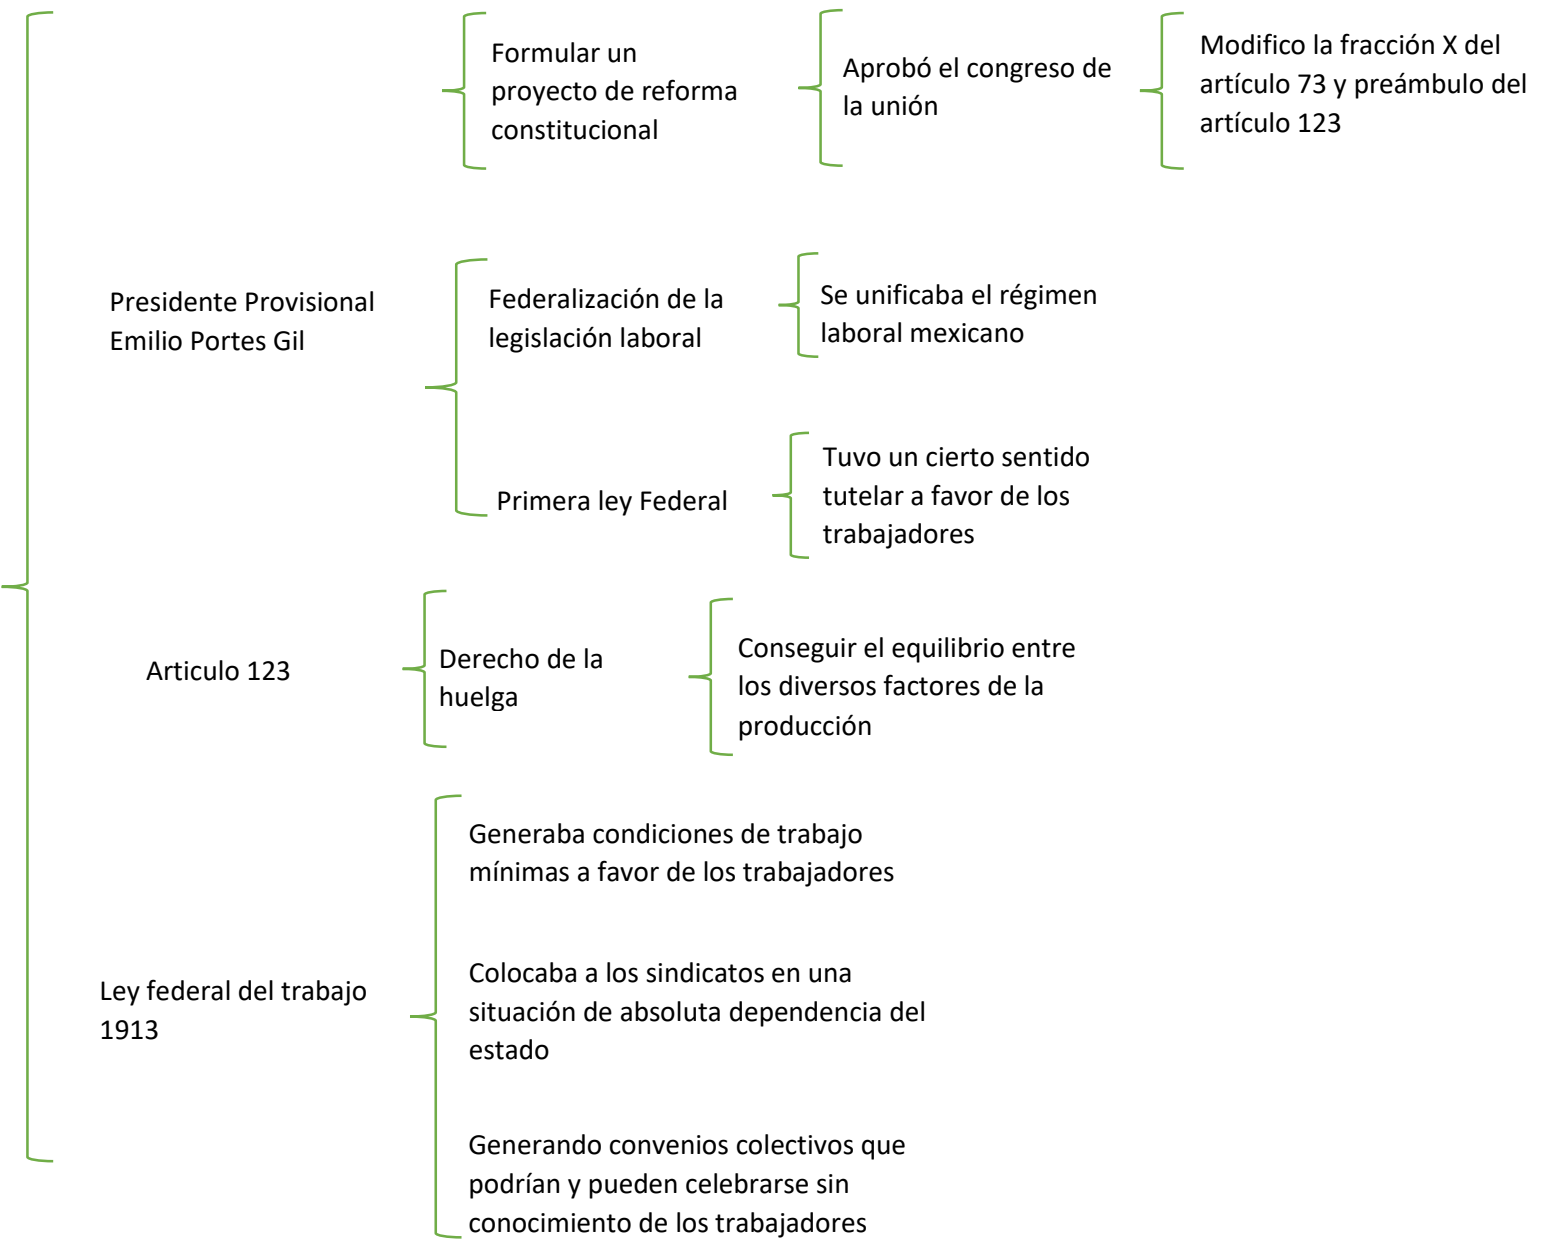 Formular un
proyecto de reforma
constitucional
Aprobó el congreso de
la unión
Modifico la fracción X del
artículo 73 y preámbulo del
artículo 123
Presidente Provisional
Emilio Portes Gil
Federalización de la
legislación laboral
Se unificaba el régimen
laboral mexicano
Primera ley Federal
Tuvo un cierto sentido
tutelar a favor de los
trabajadores
Articulo 123
Derecho de la
huelga
Conseguir el equilibrio entre
los diversos factores de la
producción
Ley federal del trabajo
1913
Generaba condiciones de trabajo
mínimas a favor de los trabajadores
Colocaba a los sindicatos en una
situación de absoluta dependencia del
estado
Generando convenios colectivos que
podrían y pueden celebrarse sin
conocimiento de los trabajadores